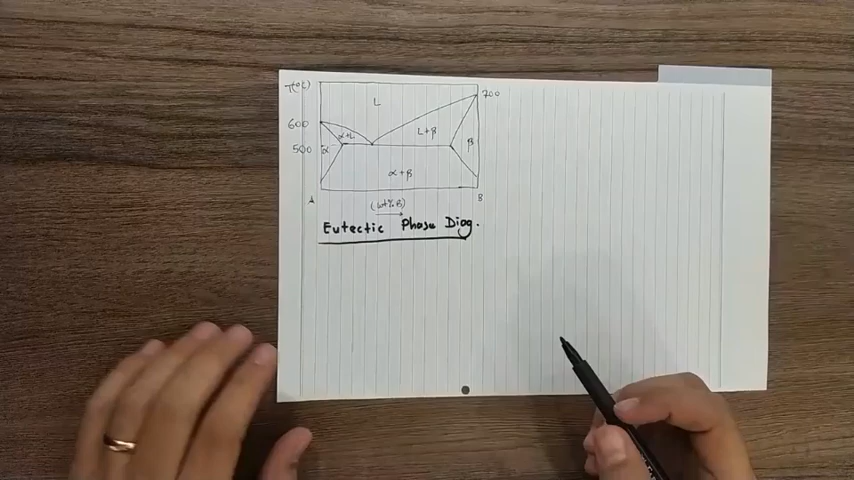 T(°C)
700
L
600
α+L
L+β
500
α
β
α+β
A
(wt% B)
B
Eutectic Phase Diag.